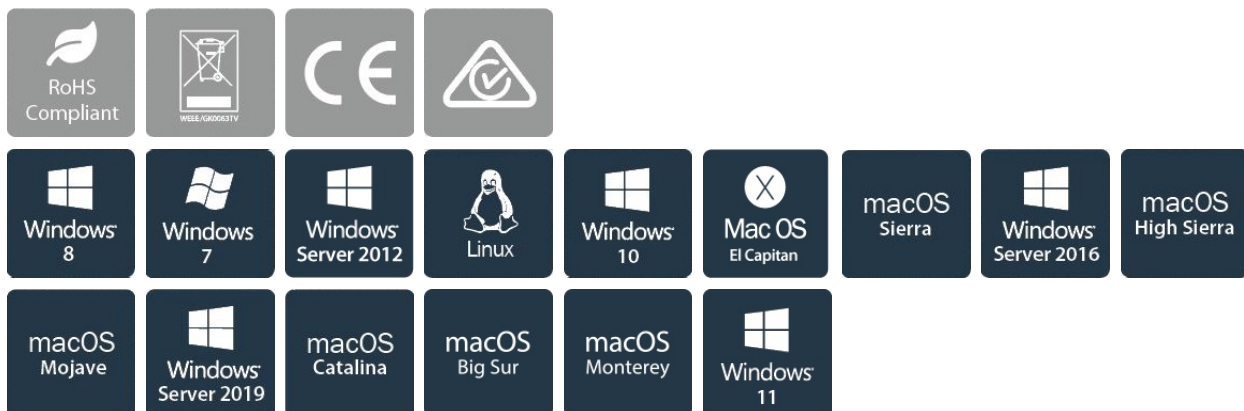 RoHS
Compliant
WEEE/GK0083TV
CE
Windows
8
Windows
7
Windows
Server 2012
Linux
Windows
10
X
Mac OS
El Capitan
macOS
Sierra
Windows
Server 2016
macOS
High Sierra
macOS
Mojave
Windows
Server 2019
macOS
Catalina
macOS
Big Sur
macOS
Monterey
Windows
11